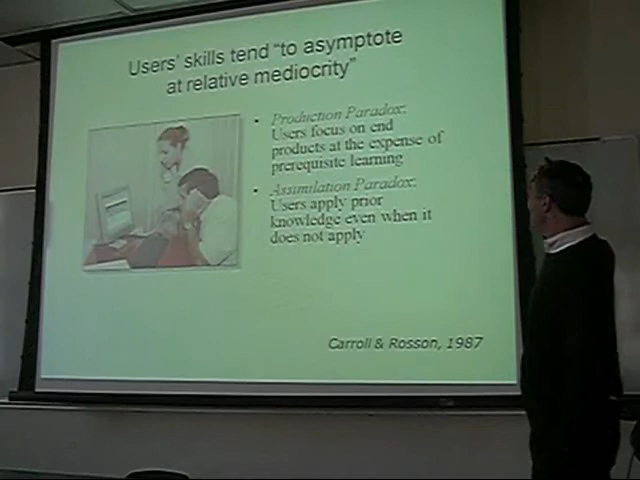 Users' skills tend "to asymptote
at relative mediocrity"
• Production Paradox:
Users focus on end
products at the expense of
prerequisite learning
• Assimilation Paradox:
Users apply prior
knowledge even when it
does not apply
Carroll & Rosson, 1987